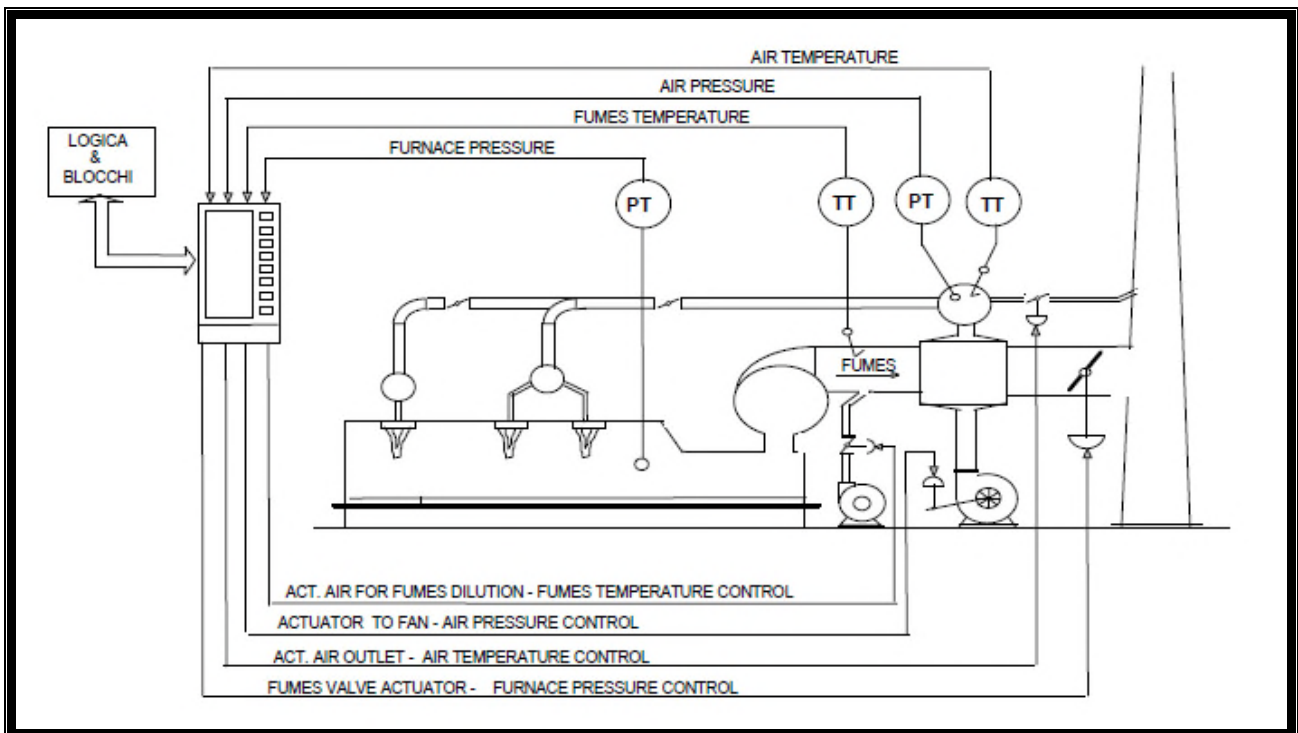 AIR TEMPERATURE
AIR PRESSURE
FUMES TEMPERATURE
FURNACE PRESSURE
LOGICA
&
BLOCCHI
PT
TT
PT
TT
FUMES
ACT. AIR FOR FUMES DILUTION - FUMES TEMPERATURE CONTROL
ACTUATOR TO FAN - AIR PRESSURE CONTROL
ACT. AIR OUTLET - AIR TEMPERATURE CONTROL
FUMES VALVE ACTUATOR - FURNACE PRESSURE CONTROL